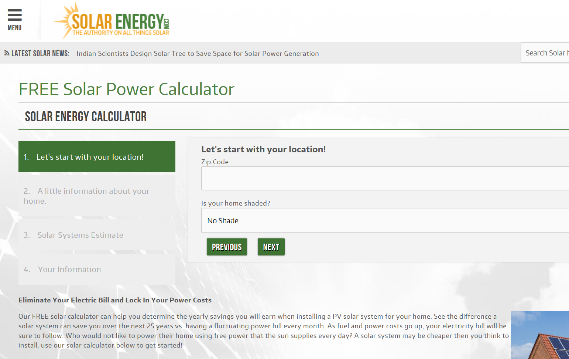 MENU
SOLAR ENERGY
THE AUTHORITY ON ALL THINGS SOLAR
LATEST SOLAR NEWS: Indian Scientists Design Solar Tree to Save Space for Solar Power Generation
Search Solar
FREE Solar Power Calculator
SOLAR ENERGY CALCULATOR
1. Let's start with your location!
2. A little information about your
home.
3. Solar Systems Estimate
4. Your Information
Let's start with your location!
Zip Code
Is your home shaded?
No Shade
PREVIOUS NEXT
Eliminate Your Electric Bill and Lock In Your Power Costs
Our FREE solar calculator can help you determine the yearly savings you will earn when installing a PV solar system for your home. See the difference a
solar system can save you over the next 25 years vs. having a fluctuating power bill every month. As fuel and power costs go up, your electricity bill will be
sure to follow. Who would not like to power their home using free power that the sun supplies every day? A solar system may be cheaper then you think to
install, use our solar calculator below to get started!